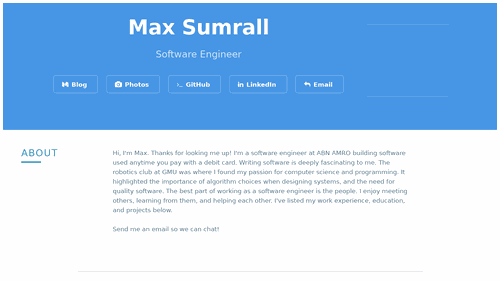 Max Sumrall
Software Engineer
Blog
Photos
GitHub
LinkedIn
Email
ABOUT
Hi, I'm Max. Thanks for looking me up! I'm a software engineer at ABN AMRO building software
used anytime you pay with a debit card. Writing software is deeply fascinating to me. The
robotics club at GMU was where I found my passion for computer science and programming. It
highlighted the importance of algorithm choices when designing systems, and the need for
quality software. The best part of working as a software engineer is the people. I enjoy meeting
others, learning from them, and helping each other. I've listed my work experience, education,
and projects below.
Send me an email so we can chat!